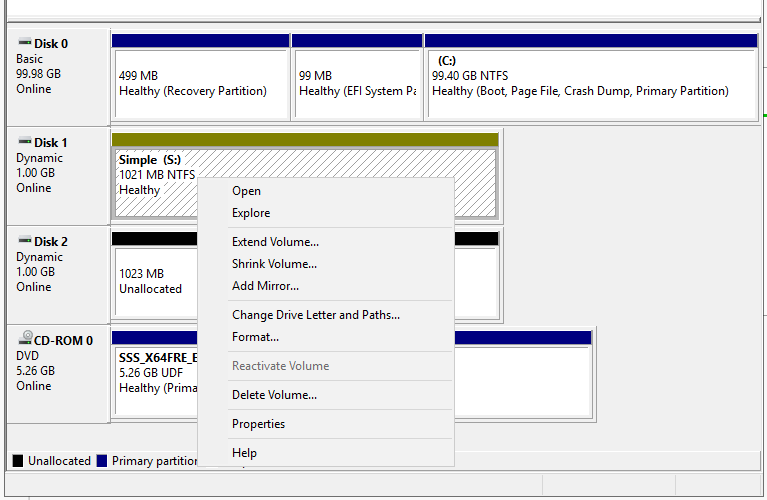 Disk 0
Basic
99.98 GB
Online
499 MB
Healthy (Recovery Partition)
99 MB
Healthy (EFI System Pa
(C:)
99.40 GB NTFS
Healthy (Boot, Page File, Crash Dump, Primary Partition)
Disk 1
Dynamic
1.00 GB
Online
Simple (S:)
1021 MB NTFS
Healthy
Open
Explore
Extend Volume...
Shrink Volume...
Add Mirror...
Change Drive Letter and Paths...
Format...
Reactivate Volume
Delete Volume...
Properties
Help
Disk 2
Dynamic
1.00 GB
Online
1023 MB
Unallocated
CD-ROM 0
DVD
5.26 GB
Online
SSS_X64FRE_E
5.26 GB UDF
Healthy (Prima
Unallocated
Primary partition